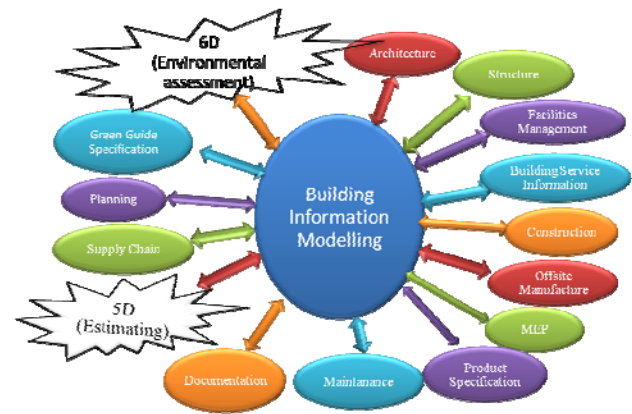 6D
(Environmental
assessment)
Architecture
Structure
Facilities
Management
Building Service
Information
Construction
Offsite
Manufacture
MEP
Product
Specification
Maintanance
Documentation
5D
(Estimating)
Supply Chain
Planning
Green Guide
Specification
Building
Information
Modelling